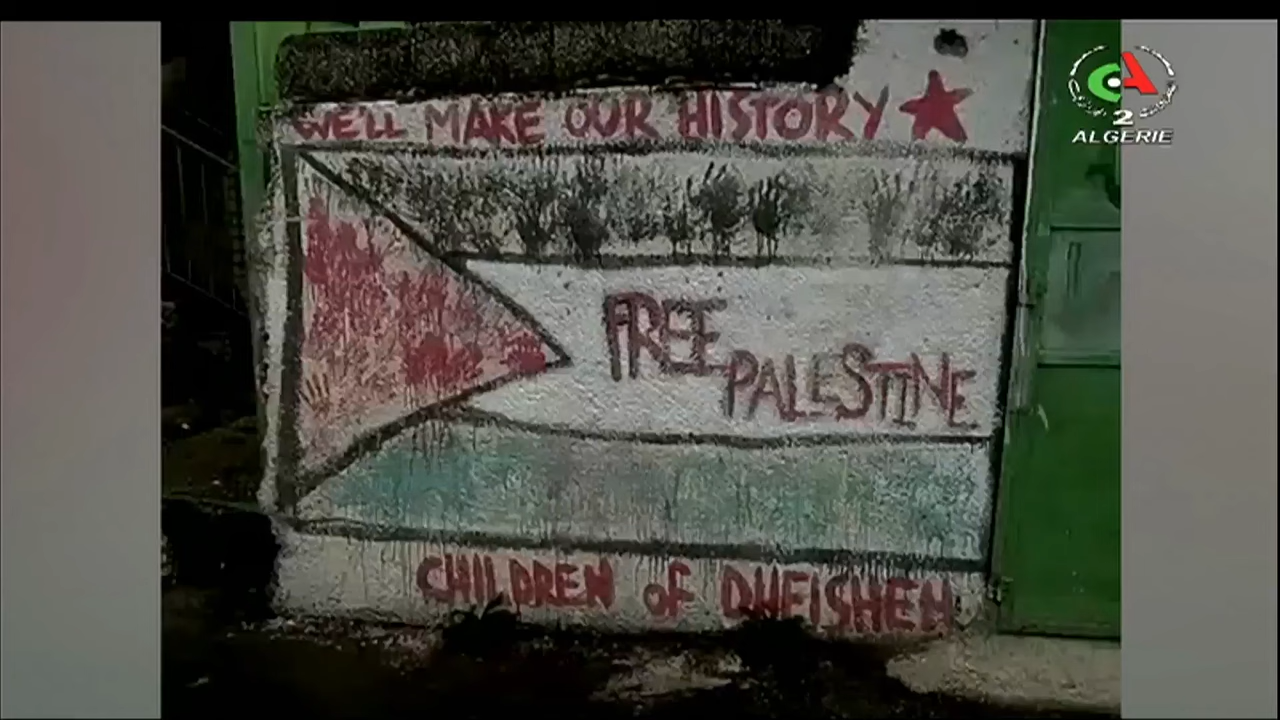 WE'LL MAKE OUR HISTORY
FREE
PALESTINE
CHILDREN OF DHEISHEH
2
ALGERIE